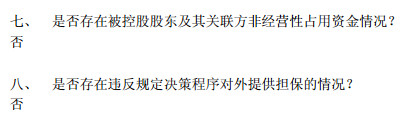 七、 是否存在被控股股东及其关联方非经营性占用资金情况？
否
八、 是否存在违反规定决策程序对外提供担保的情况？
否